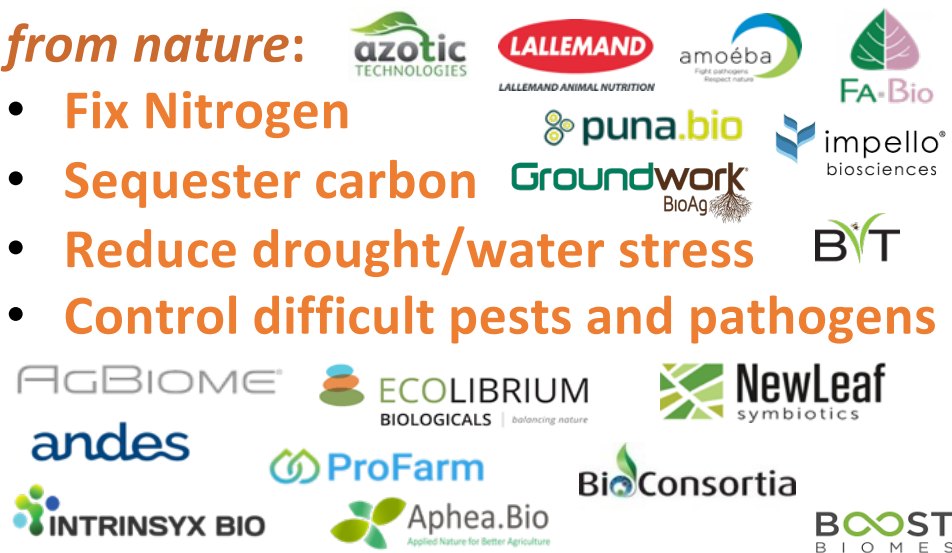 from nature:
azotic
TECHNOLOGIES
LALLEMAND
LALLEMAND ANIMAL NUTRITION
amoéba
Fight pathogens
Respect nature
FA-Bio
• Fix Nitrogen
puna.bio
impello®
biosciences
• Sequester carbon
Groundwork
BioAg
• Reduce drought/water stress
BVT
• Control difficult pests and pathogens
AGBIOME®
ECOLIBRIUM
BIOLOGICALS | balancing nature
NewLeaf
symbiotics
andes
ProFarm
BioConsortia
INTRINSYX BIO
Aphea.Bio
Applied Nature for Better Agriculture
BOOST
BIOMES